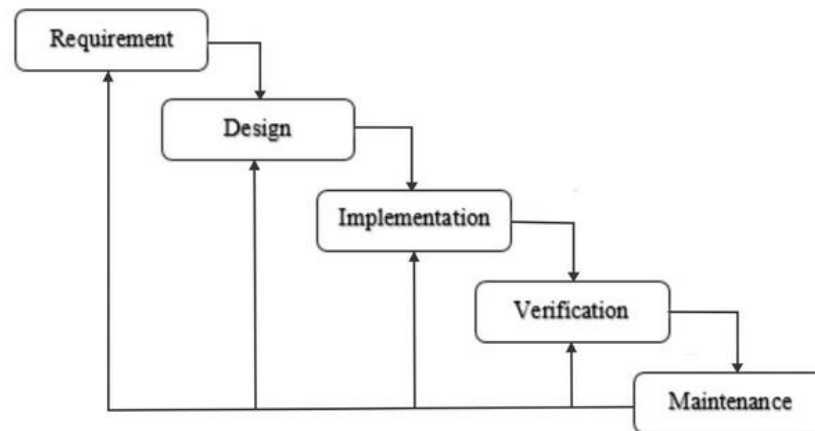 Requirement
Design
Implementation
Verification
Maintenance